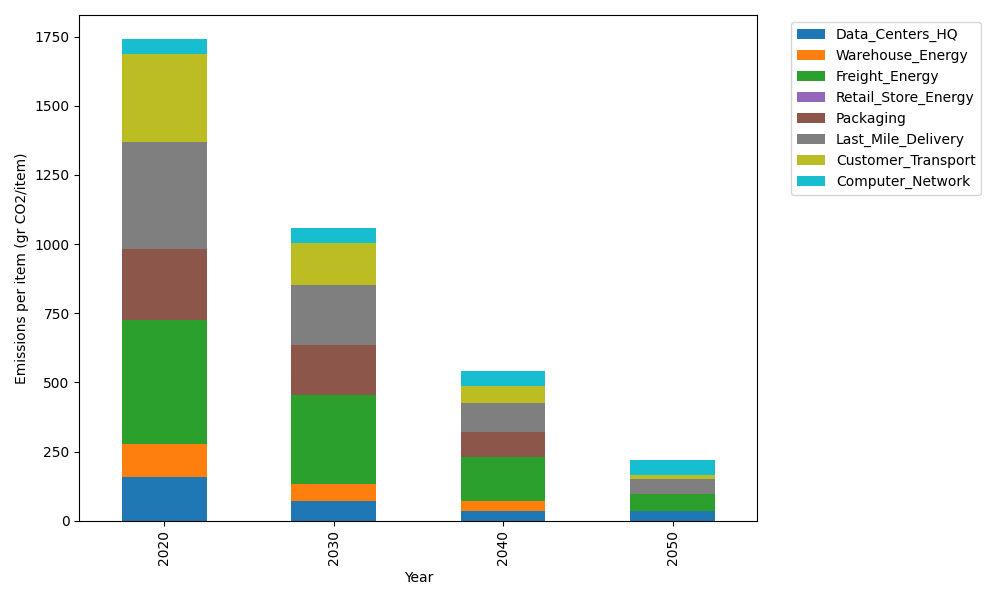 1750
1500
1250
1000
750
500
250
0
Emissions per item (gr CO2/item)
2020
2030
2040
2050
Year
Data_Centers_HQ
Warehouse_Energy
Freight_Energy
Retail_Store_Energy
Packaging
Last_Mile_Delivery
Customer_Transport
Computer_Network